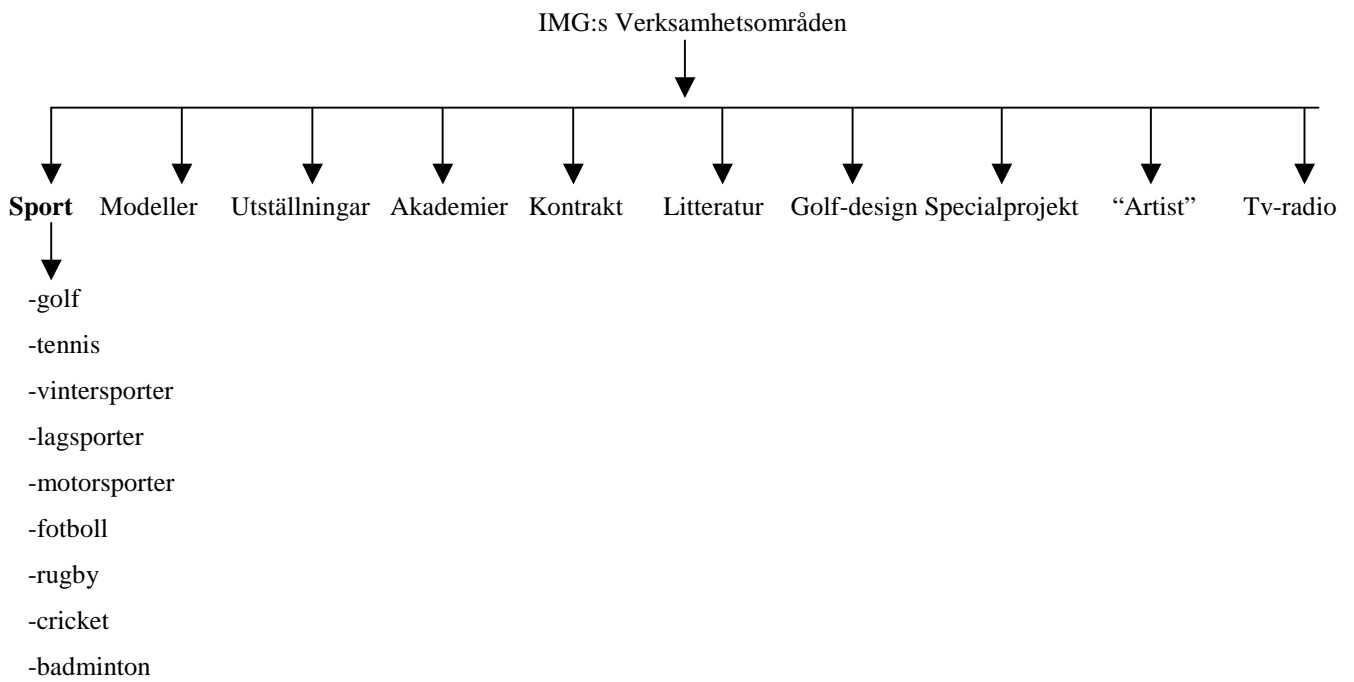 IMG:s Verksamhetsområden
Sport Modeller Utställningar Akademier Kontrakt Litteratur Golf-design Specialprojekt “Artist” Tv-radio
-golf
-tennis
-vintersporter
-lagsporter
-motorsporter
-fotboll
-rugby
-cricket
-badminton